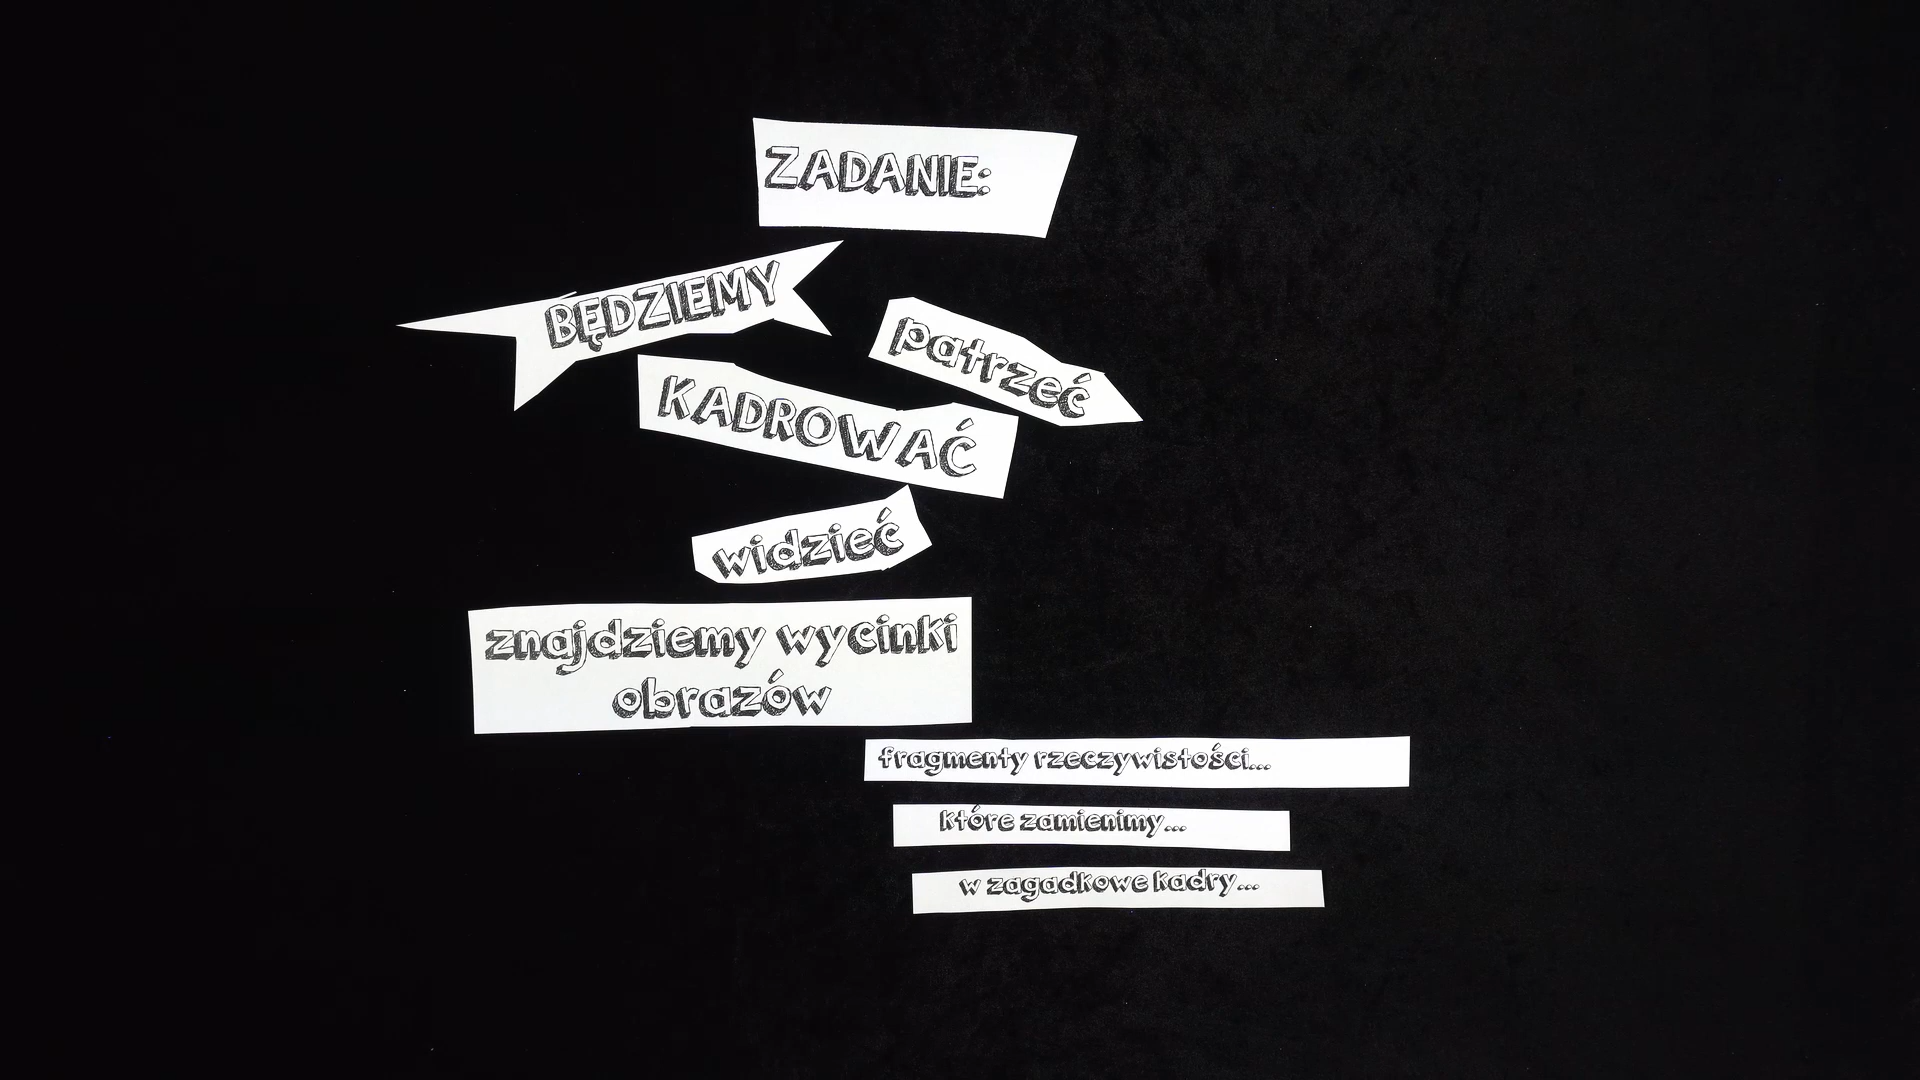 ZADANIE:
BĘDZIEMY
patrzeć
KADROWAĆ
widzieć
znajdziemy wycinki
obrazów
fragmenty rzeczywistości...
które zamienimy...
w zagadkowe kadry...